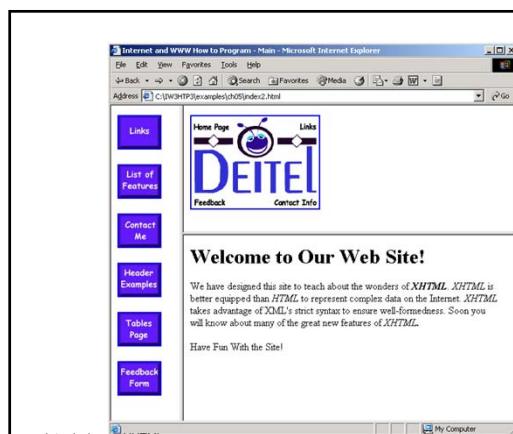 Internet and WWW How to Program - Main - Microsoft Internet Explorer
File Edit View Favorites Tools Help
Back Search Favorites Media
Address C:\IW3HTP3\examples\ch05\index2.html Go
Links
List of
Features
Contact
Me
Header
Examples
Tables
Page
Feedback
Form
Home Page Links
DEITEL
Feedback Contact Info
Welcome to Our Web Site!
We have designed this site to teach about the wonders of XHTML. XHTML is
better equipped than HTML to represent complex data on the Internet. XHTML
takes advantage of XML's strict syntax to ensure well-formedness. Soon you
will know about many of the great new features of XHTML.
Have Fun With the Site!
My Computer